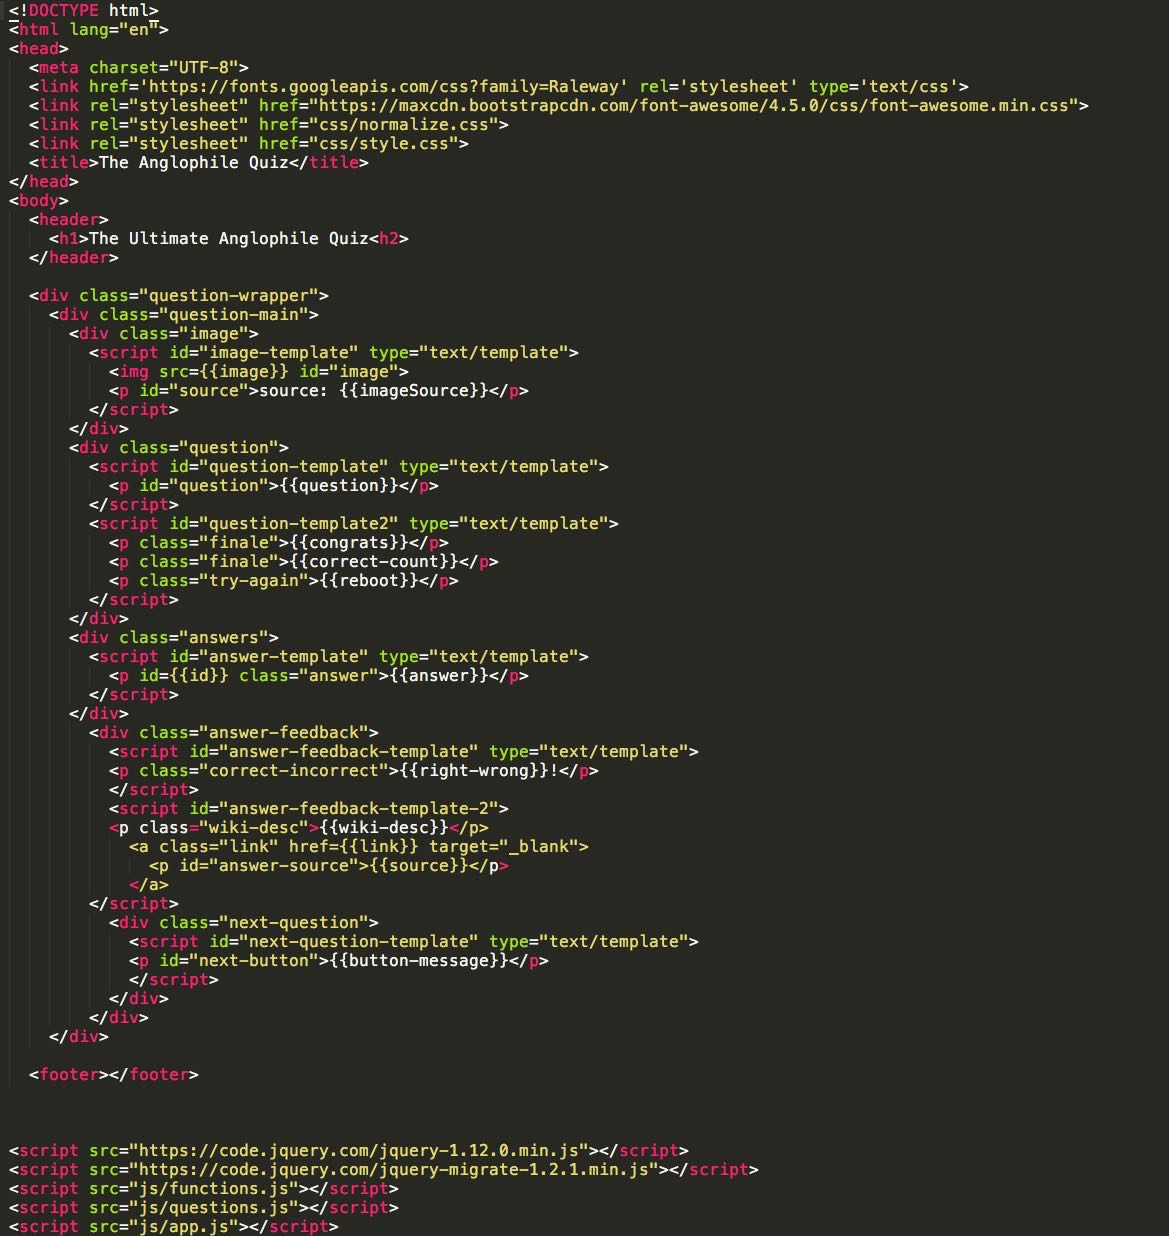 <!DOCTYPE html>
<html lang="en">
<head>
  <meta charset="UTF-8">
  <link href='https://fonts.googleapis.com/css?family=Raleway' rel='stylesheet' type='text/css'>
  <link rel="stylesheet" href="https://maxcdn.bootstrapcdn.com/font-awesome/4.5.0/css/font-awesome.min.css">
  <link rel="stylesheet" href="css/normalize.css">
  <link rel="stylesheet" href="css/style.css">
  <title>The Anglophile Quiz</title>
</head>
<body>
  <header>
    <h1>The Ultimate Anglophile Quiz<h2>
  </header>

  <div class="question-wrapper">
    <div class="question-main">
      <div class="image">
        <script id="image-template" type="text/template">
          <img src={{image}} id="image">
          <p id="source">source: {{imageSource}}</p>
        </script>
      </div>
      <div class="question">
        <script id="question-template" type="text/template">
          <p id="question">{{question}}</p>
        </script>
        <script id="question-template2" type="text/template">
          <p class="finale">{{congrats}}</p>
          <p class="finale">{{correct-count}}</p>
          <p class="try-again">{{reboot}}</p>
        </script>
      </div>
      <div class="answers">
        <script id="answer-template" type="text/template">
          <p id={{id}} class="answer">{{answer}}</p>
        </script>
      </div>
        <div class="answer-feedback">
          <script id="answer-feedback-template" type="text/template">
          <p class="correct-incorrect">{{right-wrong}}!</p>
          </script>
          <script id="answer-feedback-template-2">
          <p class="wiki-desc">{{wiki-desc}}</p>
            <a class="link" href={{link}} target="_blank">
              <p id="answer-source">{{source}}</p>
            </a>
        </script>
          <div class="next-question">
            <script id="next-question-template" type="text/template">
            <p id="next-button">{{button-message}}</p>
            </script>
          </div>
        </div>
    </div>

  <footer></footer>

<script src="https://code.jquery.com/jquery-1.12.0.min.js"></script>
<script src="https://code.jquery.com/jquery-migrate-1.2.1.min.js"></script>
<script src="js/functions.js"></script>
<script src="js/questions.js"></script>
<script src="js/app.js"></script>